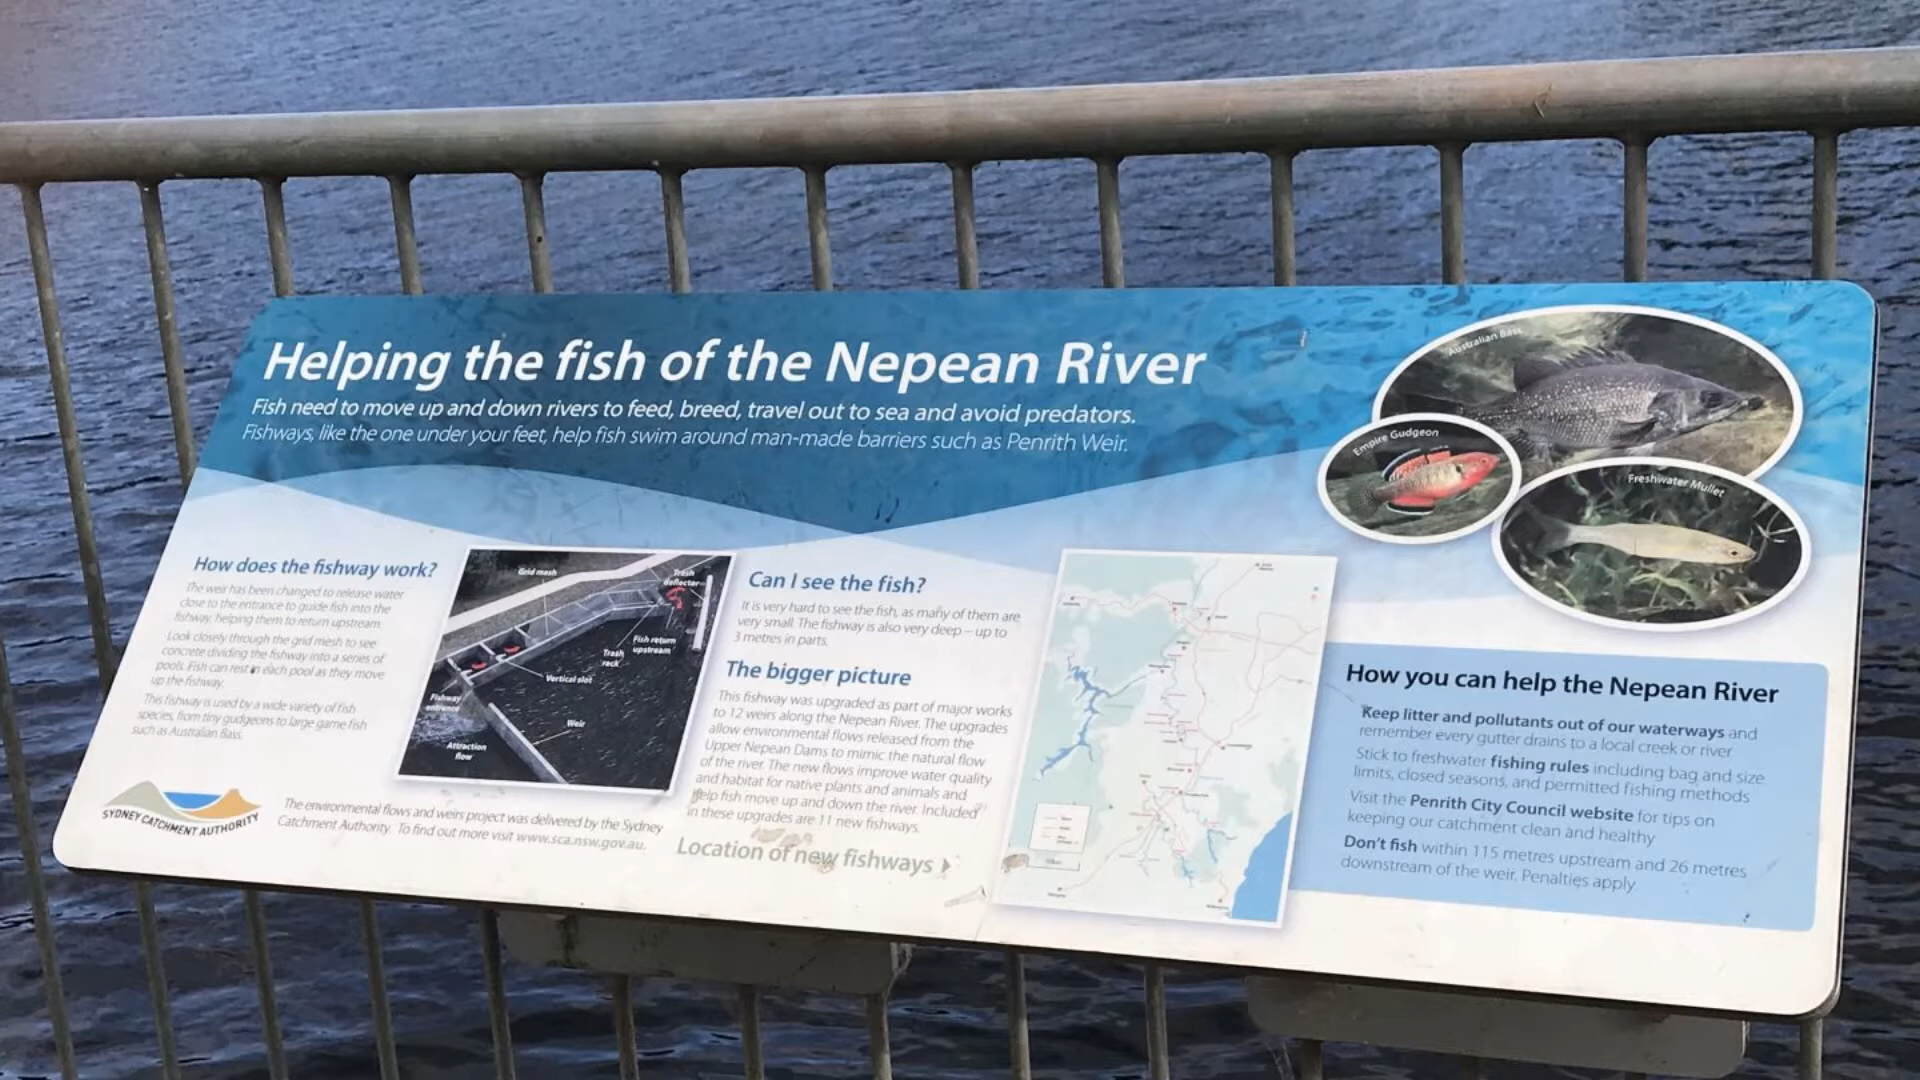 Helping the fish of the Nepean River
Fish need to move up and down rivers to feed, breed, travel out to sea and avoid predators.
Fishways, like the one under your feet, help fish swim around man-made barriers such as Penrith Weir.
Australian Bass
Empire Gudgeon
Freshwater Mullet
How does the fishway work?
The weir has been changed to release water
close to the entrance to guide fish into the
fishway, helping them to return upstream.
Look closely through the grid mesh to see
concrete dividing the fishway into a series of
pools. Fish can rest in each pool as they move
up the fishway.
This fishway is used by a wide variety of fish
species, from tiny gudgeons to large game fish
such as Australian Bass.
Grid mesh
Trash
deflector
Fish return
upstream
Trash
rack
Vertical slot
Fishway
entrance
Weir
Attraction
flow
SYDNEY CATCHMENT AUTHORITY
The environmental flows and weirs project was delivered by the Sydney
Catchment Authority. To find out more visit www.sca.nsw.gov.au.
Can I see the fish?
It is very hard to see the fish, as many of them are
very small. The fishway is also very deep – up to
3 metres in parts.
The bigger picture
This fishway was upgraded as part of major works
to 12 weirs along the Nepean River. The upgrades
allow environmental flows released from the
Upper Nepean Dams to mimic the natural flow
of the river. The new flows improve water quality
and habitat for native plants and animals and
help fish move up and down the river. Included
in these upgrades are 11 new fishways.
Location of new fishways
How you can help the Nepean River
Keep litter and pollutants out of our waterways and
remember every gutter drains to a local creek or river
Stick to freshwater fishing rules including bag and size
limits, closed seasons, and permitted fishing methods
Visit the Penrith City Council website for tips on
keeping our catchment clean and healthy
Don't fish within 115 metres upstream and 26 metres
downstream of the weir. Penalties apply